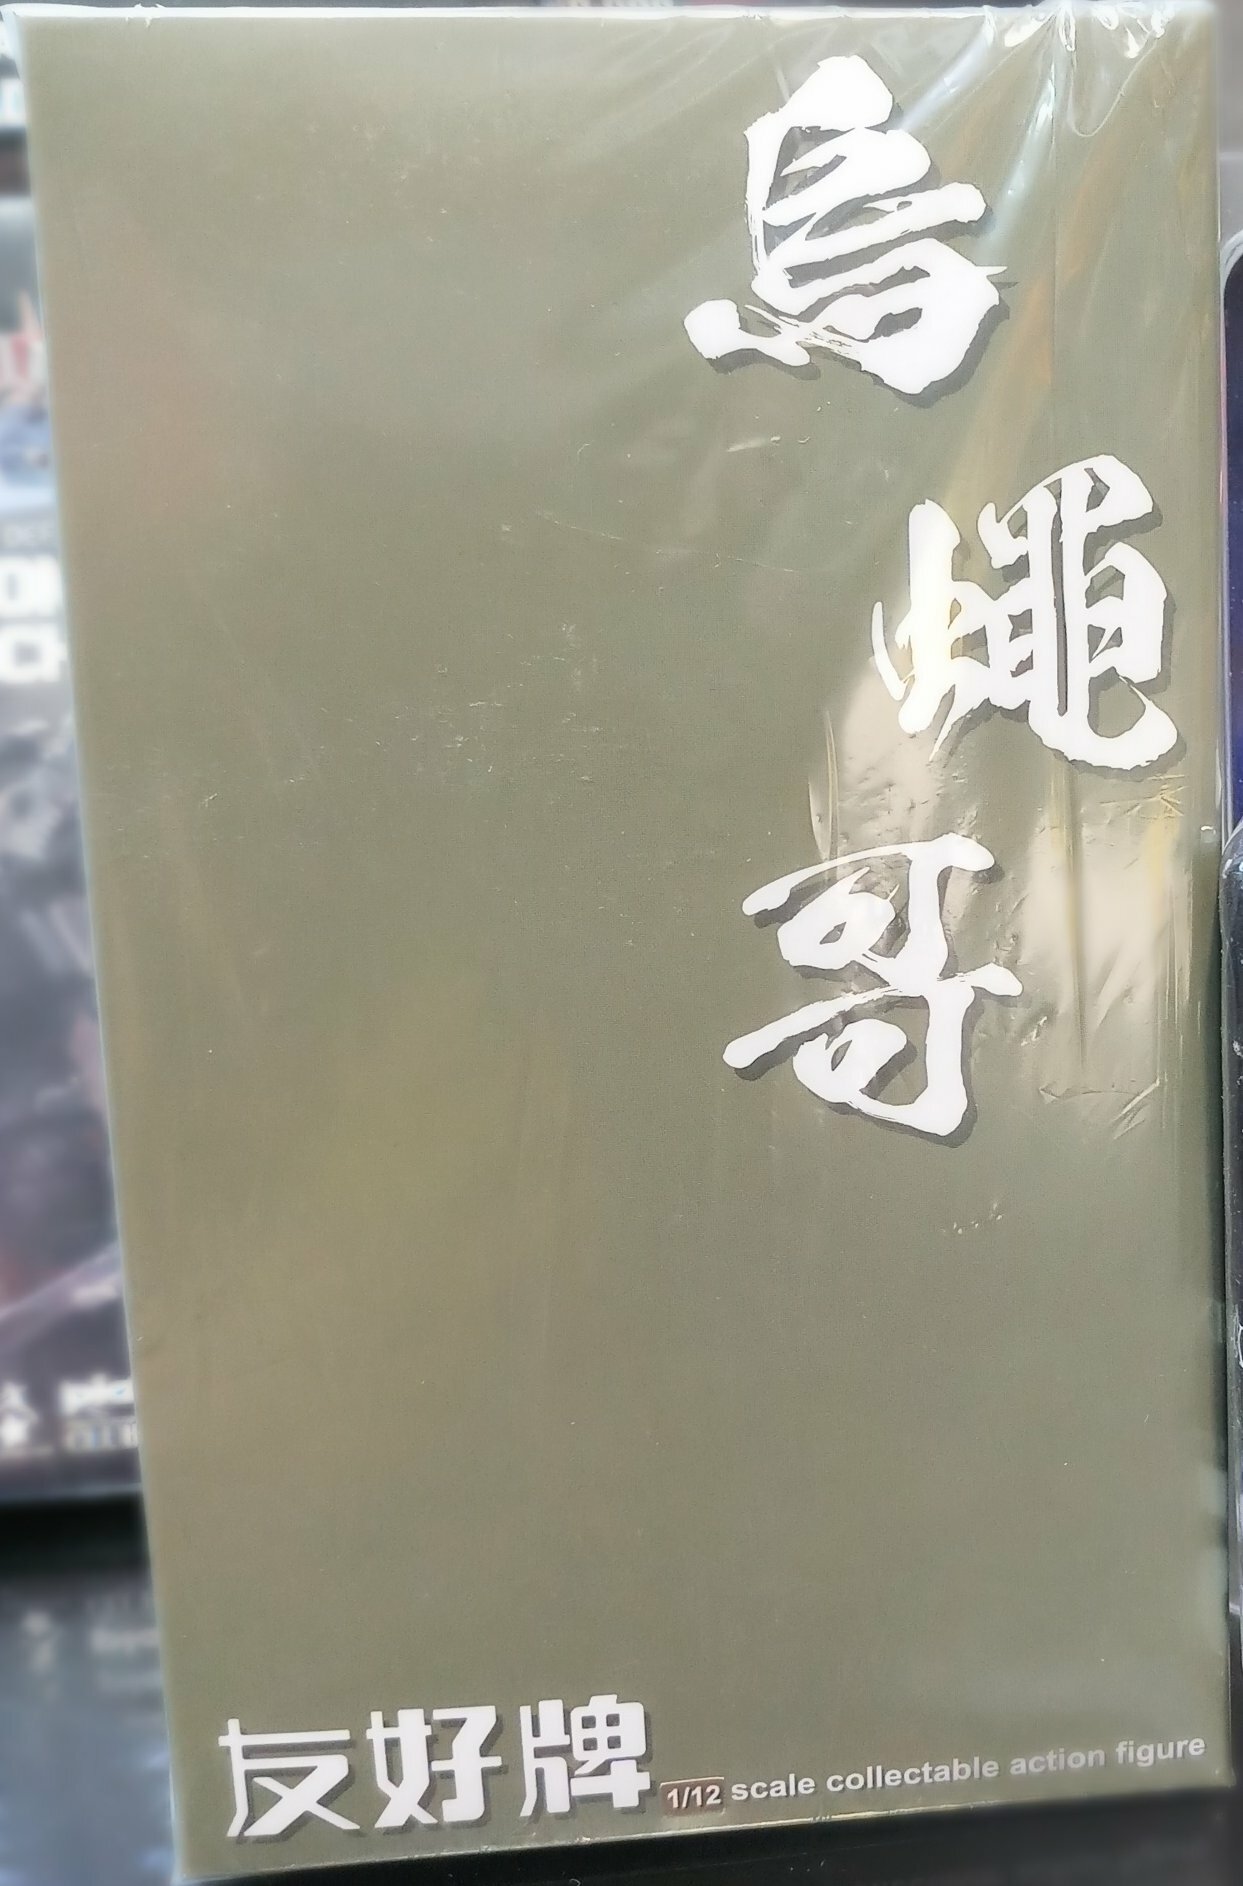 烏蠅哥
友好牌
1/12 scale collectable action figure